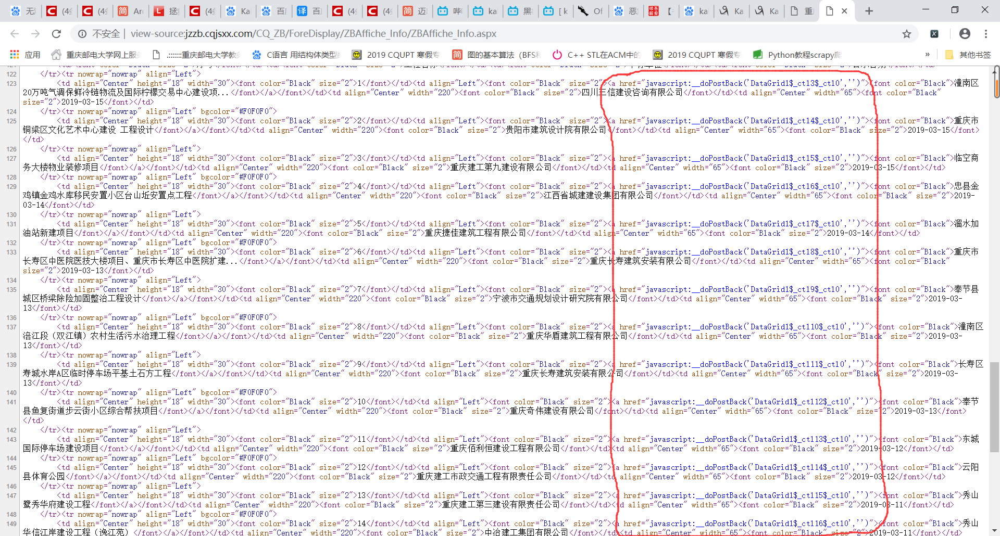 无 (4 (4 简 Arc 拯 (4 Ka 百 译 百 (4 (4 简 迈 哔 kal 黑 [ k Of 恶 【 kal Ka Ka 重
不安全 | view-source:jzzb.cqjsxx.com/CQ_ZB/ForeDisplay/ZBAffiche_Info/ZBAffiche_Info.aspx
应用 重庆邮电大学网上服务 .:::::::重庆邮电大学教务 C语言 用结构体类型 2019 CQUPT 寒假专 简 图的基本算法（BFS和 C++ STL在ACM中的 2019 CQUPT 寒假专 Python教程scrapy爬 » 其他书签
122 </tr><tr nowrap="nowrap" align="Left">
123 <td align="Center" height="18" width="30"><font color="Black" size="2">1</font></td><td align="Left"><font color="Black" size="2"><a href="javascript:__doPostBack('DataGrid1$_ctl3$_ctl0','')"><font color="Black">潼南区
20万吨气调保鲜冷链物流及国际柠檬交易中心建设项...</font></a></font></td><td align="Center" width="220"><font color="Black" size="2">四川三信建设咨询有限公司</font></td><td align="Center" width="65"><font color="Black"
size="2">2019-03-15</font></td>
124 </tr><tr nowrap="nowrap" align="Left" bgcolor="#F0F0F0">
125 <td align="Center" height="18" width="30"><font color="Black" size="2">2</font></td><td align="Left"><font color="Black" size="2"><a href="javascript:__doPostBack('DataGrid1$_ctl4$_ctl0','')"><font color="Black">重庆市
铜梁区文化艺术中心建设 工程设计</font></a></font></td><td align="Center" width="220"><font color="Black" size="2">贵阳市建筑设计院有限公司</font></td><td align="Center" width="65"><font color="Black" size="2">2019-03-15</font>
</td>
126 </tr><tr nowrap="nowrap" align="Left">
127 <td align="Center" height="18" width="30"><font color="Black" size="2">3</font></td><td align="Left"><font color="Black" size="2"><a href="javascript:__doPostBack('DataGrid1$_ctl5$_ctl0','')"><font color="Black">临空商
务大楼物业装修项目</font></a></font></td><td align="Center" width="220"><font color="Black" size="2">重庆建工第九建设有限公司</font></td><td align="Center" width="65"><font color="Black" size="2">2019-03-15</font></td>
128 </tr><tr nowrap="nowrap" align="Left" bgcolor="#F0F0F0">
129 <td align="Center" height="18" width="30"><font color="Black" size="2">4</font></td><td align="Left"><font color="Black" size="2"><a href="javascript:__doPostBack('DataGrid1$_ctl6$_ctl0','')"><font color="Black">忠县金
鸡镇金鸡水库移民安置小区台山坵安置点工程</font></a></font></td><td align="Center" width="220"><font color="Black" size="2">江西省城建建设集团有限公司</font></td><td align="Center" width="65"><font color="Black" size="2">2019-
03-14</font></td>
130 </tr><tr nowrap="nowrap" align="Left">
131 <td align="Center" height="18" width="30"><font color="Black" size="2">5</font></td><td align="Left"><font color="Black" size="2"><a href="javascript:__doPostBack('DataGrid1$_ctl7$_ctl0','')"><font color="Black">溜水加
油站新建项目</font></a></font></td><td align="Center" width="220"><font color="Black" size="2">重庆捷佳建筑工程有限公司</font></td><td align="Center" width="65"><font color="Black" size="2">2019-03-14</font></td>
132 </tr><tr nowrap="nowrap" align="Left" bgcolor="#F0F0F0">
133 <td align="Center" height="18" width="30"><font color="Black" size="2">6</font></td><td align="Left"><font color="Black" size="2"><a href="javascript:__doPostBack('DataGrid1$_ctl8$_ctl0','')"><font color="Black">重庆市
长寿区中医院医技大楼项目、重庆市长寿区中医院扩建...</font></a></font></td><td align="Center" width="220"><font color="Black" size="2">重庆长寿建筑安装有限公司</font></td><td align="Center" width="65"><font color="Black"
size="2">2019-03-13</font></td>
134 </tr><tr nowrap="nowrap" align="Left">
135 <td align="Center" height="18" width="30"><font color="Black" size="2">7</font></td><td align="Left"><font color="Black" size="2"><a href="javascript:__doPostBack('DataGrid1$_ctl9$_ctl0','')"><font color="Black">奉节县
城区桥梁除险加固整治工程设计</font></a></font></td><td align="Center" width="220"><font color="Black" size="2">宁波市交通规划设计研究院有限公司</font></td><td align="Center" width="65"><font color="Black" size="2">2019-03-
13</font></td>
136 </tr><tr nowrap="nowrap" align="Left" bgcolor="#F0F0F0">
137 <td align="Center" height="18" width="30"><font color="Black" size="2">8</font></td><td align="Left"><font color="Black" size="2"><a href="javascript:__doPostBack('DataGrid1$_ctl10$_ctl0','')"><font color="Black">潼南区
涪江段（双江镇）农村生活污水治理工程</font></a></font></td><td align="Center" width="220"><font color="Black" size="2">重庆华盾建筑工程有限公司</font></td><td align="Center" width="65"><font color="Black" size="2">2019-03-
13</font></td>
138 </tr><tr nowrap="nowrap" align="Left">
139 <td align="Center" height="18" width="30"><font color="Black" size="2">9</font></td><td align="Left"><font color="Black" size="2"><a href="javascript:__doPostBack('DataGrid1$_ctl11$_ctl0','')"><font color="Black">长寿区
寿城水岸A区临时停车场平基土石方工程</font></a></font></td><td align="Center" width="220"><font color="Black" size="2">重庆长寿建筑安装有限公司</font></td><td align="Center" width="65"><font color="Black" size="2">2019-03-
13</font></td>
140 </tr><tr nowrap="nowrap" align="Left" bgcolor="#F0F0F0">
141 <td align="Center" height="18" width="30"><font color="Black" size="2">10</font></td><td align="Left"><font color="Black" size="2"><a href="javascript:__doPostBack('DataGrid1$_ctl12$_ctl0','')"><font color="Black">奉节
县鱼复街道步云街小区综合帮扶项目</font></a></font></td><td align="Center" width="220"><font color="Black" size="2">重庆奇伟建设有限公司</font></td><td align="Center" width="65"><font color="Black" size="2">2019-03-13</font>
</td>
142 </tr><tr nowrap="nowrap" align="Left">
143 <td align="Center" height="18" width="30"><font color="Black" size="2">11</font></td><td align="Left"><font color="Black" size="2"><a href="javascript:__doPostBack('DataGrid1$_ctl13$_ctl0','')"><font color="Black">东城
国际停车场建设项目</font></a></font></td><td align="Center" width="220"><font color="Black" size="2">重庆佰利恒建设工程有限公司</font></td><td align="Center" width="65"><font color="Black" size="2">2019-03-12</font></td>
144 </tr><tr nowrap="nowrap" align="Left" bgcolor="#F0F0F0">
145 <td align="Center" height="18" width="30"><font color="Black" size="2">12</font></td><td align="Left"><font color="Black" size="2"><a href="javascript:__doPostBack('DataGrid1$_ctl14$_ctl0','')"><font color="Black">云阳
县体育公园</font></a></font></td><td align="Center" width="220"><font color="Black" size="2">重庆建工市政交通工程有限责任公司</font></td><td align="Center" width="65"><font color="Black" size="2">2019-03-12</font></td>
146 </tr><tr nowrap="nowrap" align="Left">
147 <td align="Center" height="18" width="30"><font color="Black" size="2">13</font></td><td align="Left"><font color="Black" size="2"><a href="javascript:__doPostBack('DataGrid1$_ctl15$_ctl0','')"><font color="Black">秀山
鹭秀华府建设工程</font></a></font></td><td align="Center" width="220"><font color="Black" size="2">重庆建工第三建设有限责任公司</font></td><td align="Center" width="65"><font color="Black" size="2">2019-03-11</font></td>
148 </tr><tr nowrap="nowrap" align="Left" bgcolor="#F0F0F0">
149 <td align="Center" height="18" width="30"><font color="Black" size="2">14</font></td><td align="Left"><font color="Black" size="2"><a href="javascript:__doPostBack('DataGrid1$_ctl16$_ctl0','')"><font color="Black">秀山
华信江岸建设工程（逸江苑）</font></a></font></td><td align="Center" width="220"><font color="Black" size="2">中冶建工集团有限公司</font></td><td align="Center" width="65"><font color="Black" size="2">2019-03-11</font></td>